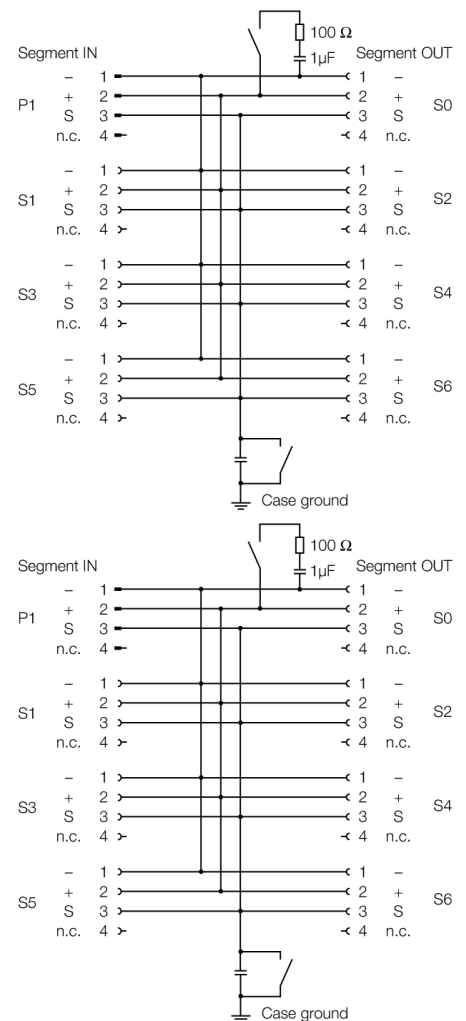 100 Ω
Segment IN 1µF Segment OUT
– 1 1 –
P1 + 2 2 + S0
S 3 3 S
n.c. 4 4 n.c.
– 1 1 –
S1 + 2 2 + S2
S 3 3 S
n.c. 4 4 n.c.
– 1 1 –
S3 + 2 2 + S4
S 3 3 S
n.c. 4 4 n.c.
– 1 1 –
S5 + 2 2 + S6
S 3 3 S
n.c. 4 4 n.c.
Case ground
100 Ω
Segment IN 1µF Segment OUT
– 1 1 –
P1 + 2 2 + S0
S 3 3 S
n.c. 4 4 n.c.
– 1 1 –
S1 + 2 2 + S2
S 3 3 S
n.c. 4 4 n.c.
– 1 1 –
S3 + 2 2 + S4
S 3 3 S
n.c. 4 4 n.c.
– 1 1 –
S5 + 2 2 + S6
S 3 3 S
n.c. 4 4 n.c.
Case ground